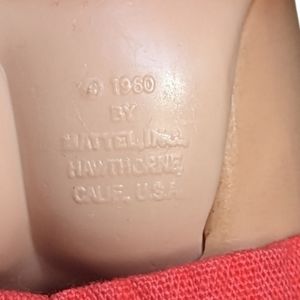 © 1960
BY
MATTEL, INC.
HAWTHORNE,
CALIF. U.S.A.